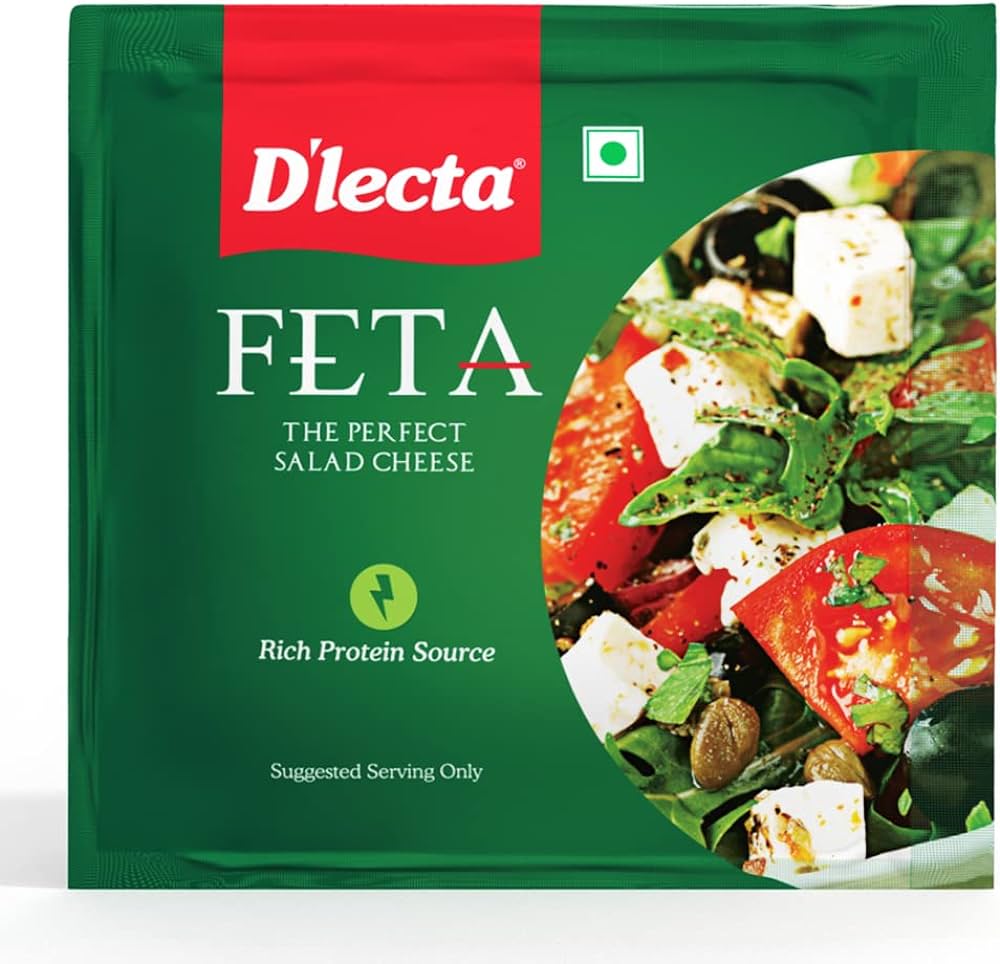 D'lecta®
FETA
THE PERFECT
SALAD CHEESE
Rich Protein Source
Suggested Serving Only